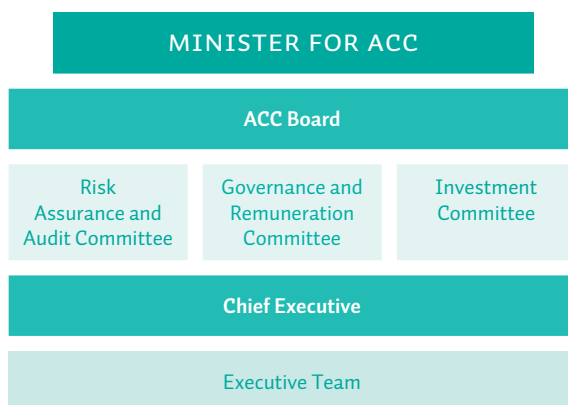 MINISTER FOR ACC
ACC Board
Risk
Assurance and
Audit Committee
Governance and
Remuneration
Committee
Investment
Committee
Chief Executive
Executive Team